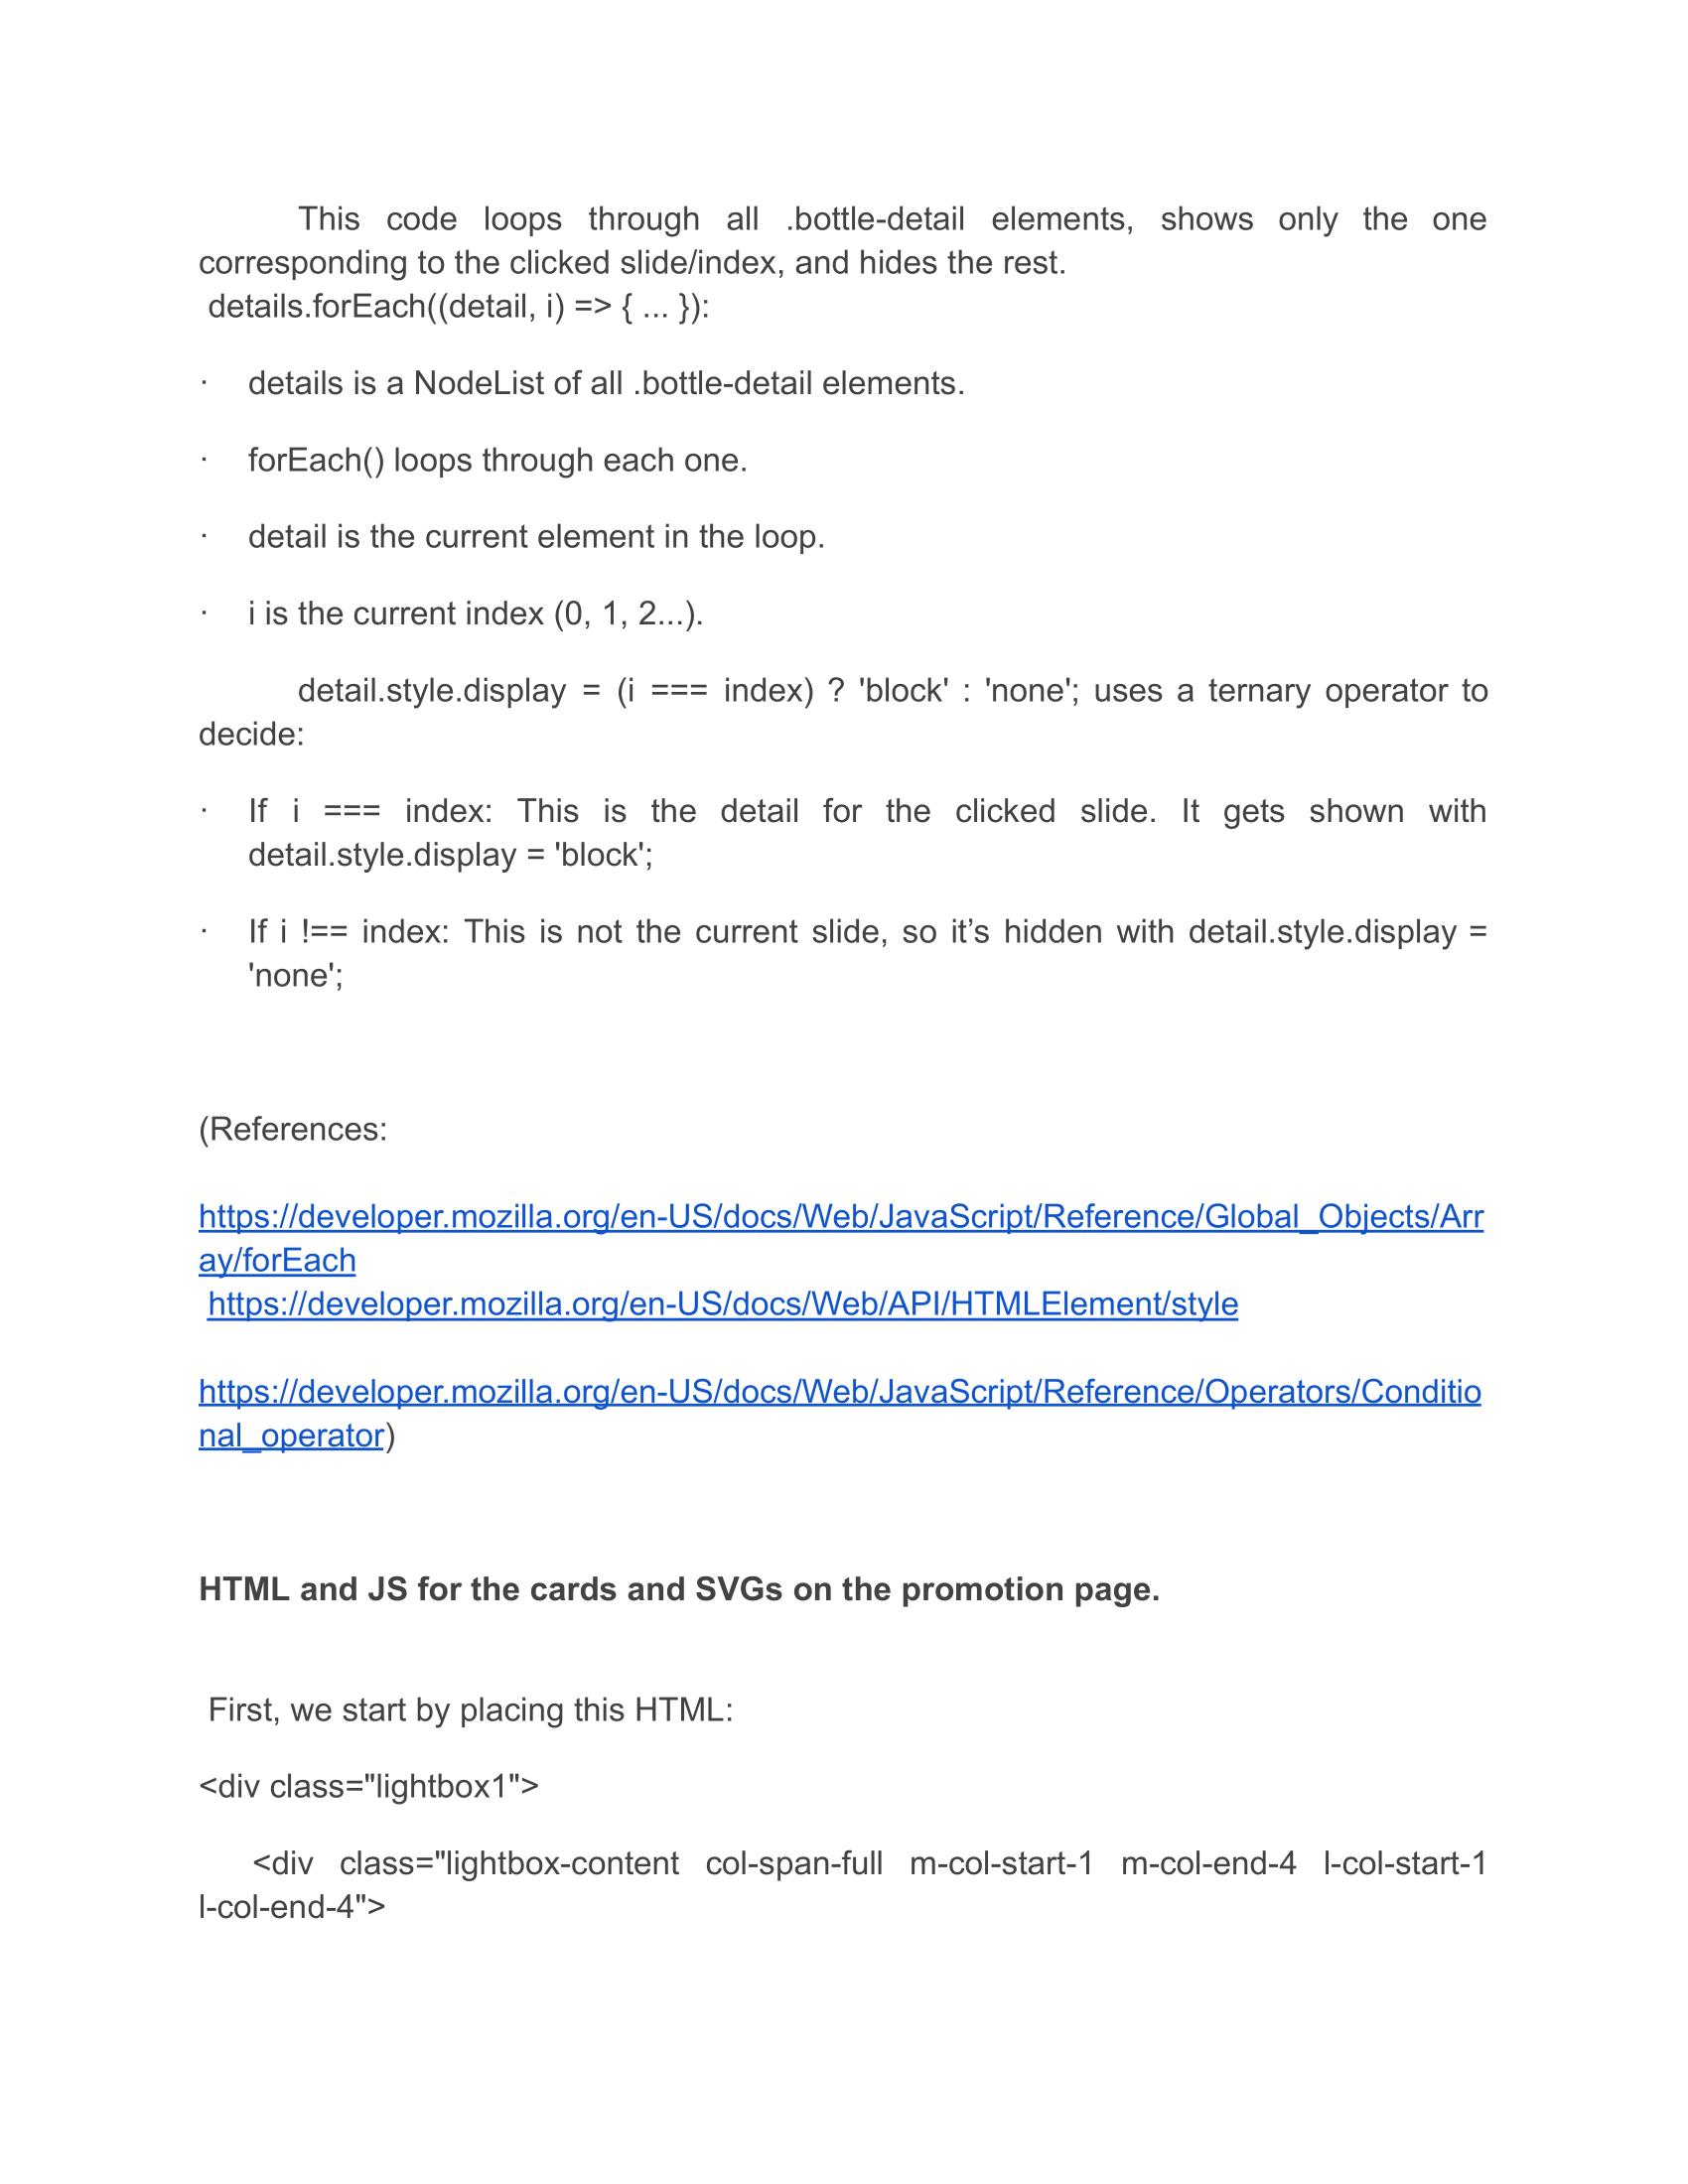 This code loops through all .bottle-detail elements, shows only the one
corresponding to the clicked slide/index, and hides the rest.
details.forEach((detail, i) => { ... }):
· details is a NodeList of all .bottle-detail elements.
· forEach() loops through each one.
· detail is the current element in the loop.
· i is the current index (0, 1, 2...).
detail.style.display = (i === index) ? 'block' : 'none'; uses a ternary operator to
decide:
· If i === index: This is the detail for the clicked slide. It gets shown with
detail.style.display = 'block';
· If i !== index: This is not the current slide, so it’s hidden with detail.style.display =
'none';
(References:
https://developer.mozilla.org/en-US/docs/Web/JavaScript/Reference/Global_Objects/Arr
ay/forEach
https://developer.mozilla.org/en-US/docs/Web/API/HTMLElement/style
https://developer.mozilla.org/en-US/docs/Web/JavaScript/Reference/Operators/Conditio
nal_operator)
HTML and JS for the cards and SVGs on the promotion page.
First, we start by placing this HTML:
<div class="lightbox1">
<div class="lightbox-content col-span-full m-col-start-1 m-col-end-4 l-col-start-1
l-col-end-4">